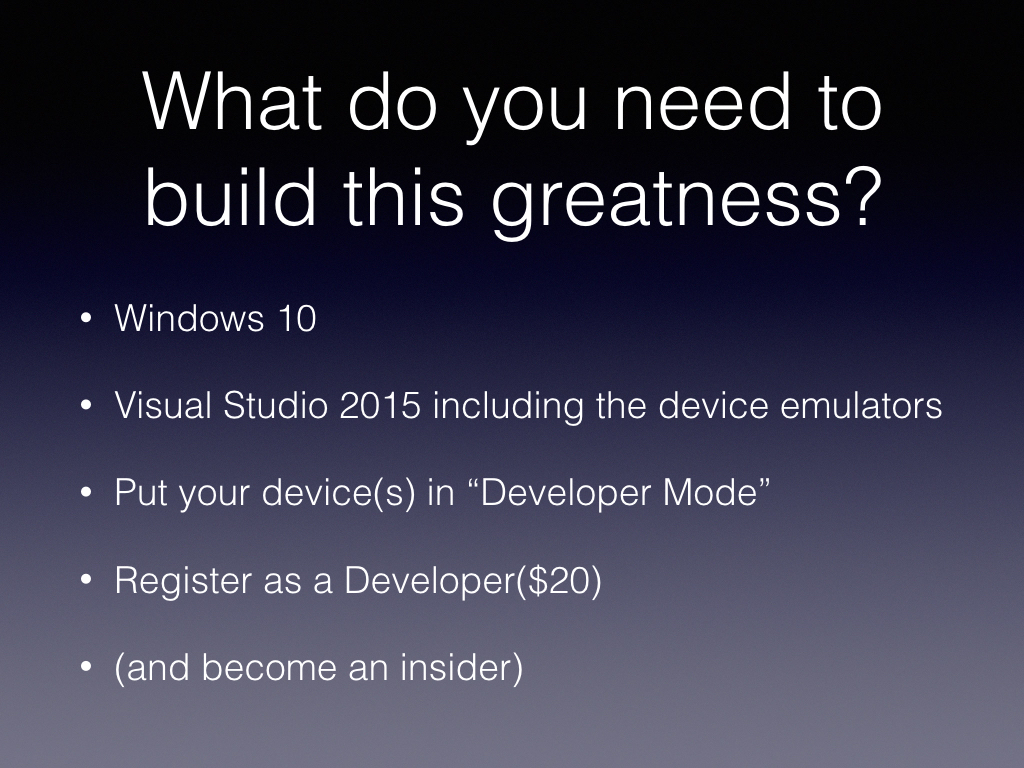 What do you need to
build this greatness?
• Windows 10
• Visual Studio 2015 including the device emulators
• Put your device(s) in “Developer Mode”
• Register as a Developer($20)
• (and become an insider)